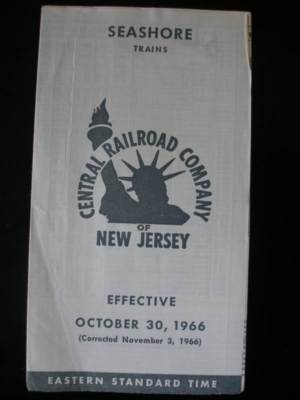 SEASHORE
TRAINS
CENTRAL RAILROAD COMPANY
OF
NEW JERSEY
EFFECTIVE
OCTOBER 30, 1966
(Corrected November 3, 1966)
EASTERN STANDARD TIME